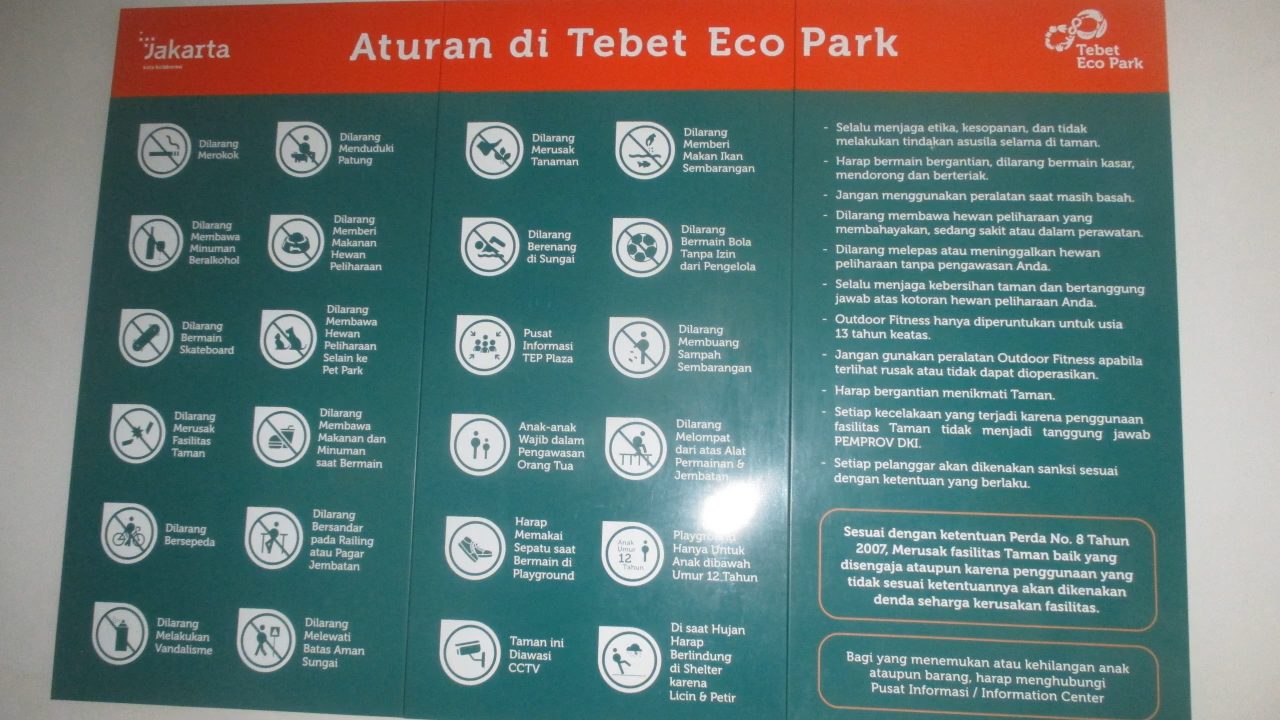 Jakarta
Aturan di Tebet Eco Park
Tebet
Eco Park
Dilarang
Merokok
Dilarang
Menduduki
Patung
Dilarang
Membawa
Minuman
Beralkohol
Dilarang
Memberi
Makanan
Hewan
Peliharaan
Dilarang
Bermain
Skateboard
Dilarang
Membawa
Hewan
Peliharaan
Selain ke
Pet Park
Dilarang
Merusak
Fasilitas
Taman
Dilarang
Membawa
Makanan dan
Minuman
saat Bermain
Dilarang
Bersepeda
Dilarang
Bersandar
pada Railing
atau Pagar
Jembatan
Dilarang
Melakukan
Vandalisme
Dilarang
Melewati
Batas Aman
Sungai
Dilarang
Merusak
Tanaman
Dilarang
Memberi
Makan Ikan
Sembarangan
Dilarang
Berenang
di Sungai
Dilarang
Bermain Bola
Tanpa Izin
dari Pengelola
Pusat
Informasi
TEP Plaza
Dilarang
Membuang
Sampah
Sembarangan
Anak-anak
Wajib dalam
Pengawasan
Orang Tua
Dilarang
Melompat
dari atas Alat
Permainan &
Jembatan
Harap
Memakai
Sepatu saat
Bermain di
Playground
Anak
Umur
12
Tahun
Playground
Hanya Untuk
Anak dibawah
Umur 12 Tahun
Taman ini
Diawasi
CCTV
Di saat Hujan
Harap
Berlindung
di Shelter
karena
Licin & Petir
- Selalu menjaga etika, kesopanan, dan tidak
melakukan tindakan asusila selama di taman.
- Harap bermain bergantian, dilarang bermain kasar,
mendorong dan berteriak.
- Jangan menggunakan peralatan saat masih basah.
- Dilarang membawa hewan peliharaan yang
membahayakan, sedang sakit atau dalam perawatan.
- Dilarang melepas atau meninggalkan hewan
peliharaan tanpa pengawasan Anda.
- Selalu menjaga kebersihan taman dan bertanggung
jawab atas kotoran hewan peliharaan Anda.
- Outdoor Fitness hanya diperuntukan untuk usia
13 tahun keatas.
- Jangan gunakan peralatan Outdoor Fitness apabila
terlihat rusak atau tidak dapat dioperasikan.
- Harap bergantian menikmati Taman.
- Setiap kecelakaan yang terjadi karena penggunaan
fasilitas Taman tidak menjadi tanggung jawab
PEMPROV DKI.
- Setiap pelanggar akan dikenakan sanksi sesuai
dengan ketentuan yang berlaku.
Sesuai dengan ketentuan Perda No. 8 Tahun
2007, Merusak fasilitas Taman baik yang
disengaja ataupun karena penggunaan yang
tidak sesuai ketentuannya akan dikenakan
denda seharga kerusakan fasilitas.
Bagi yang menemukan atau kehilangan anak
ataupun barang, harap menghubungi
Pusat Informasi / Information Center